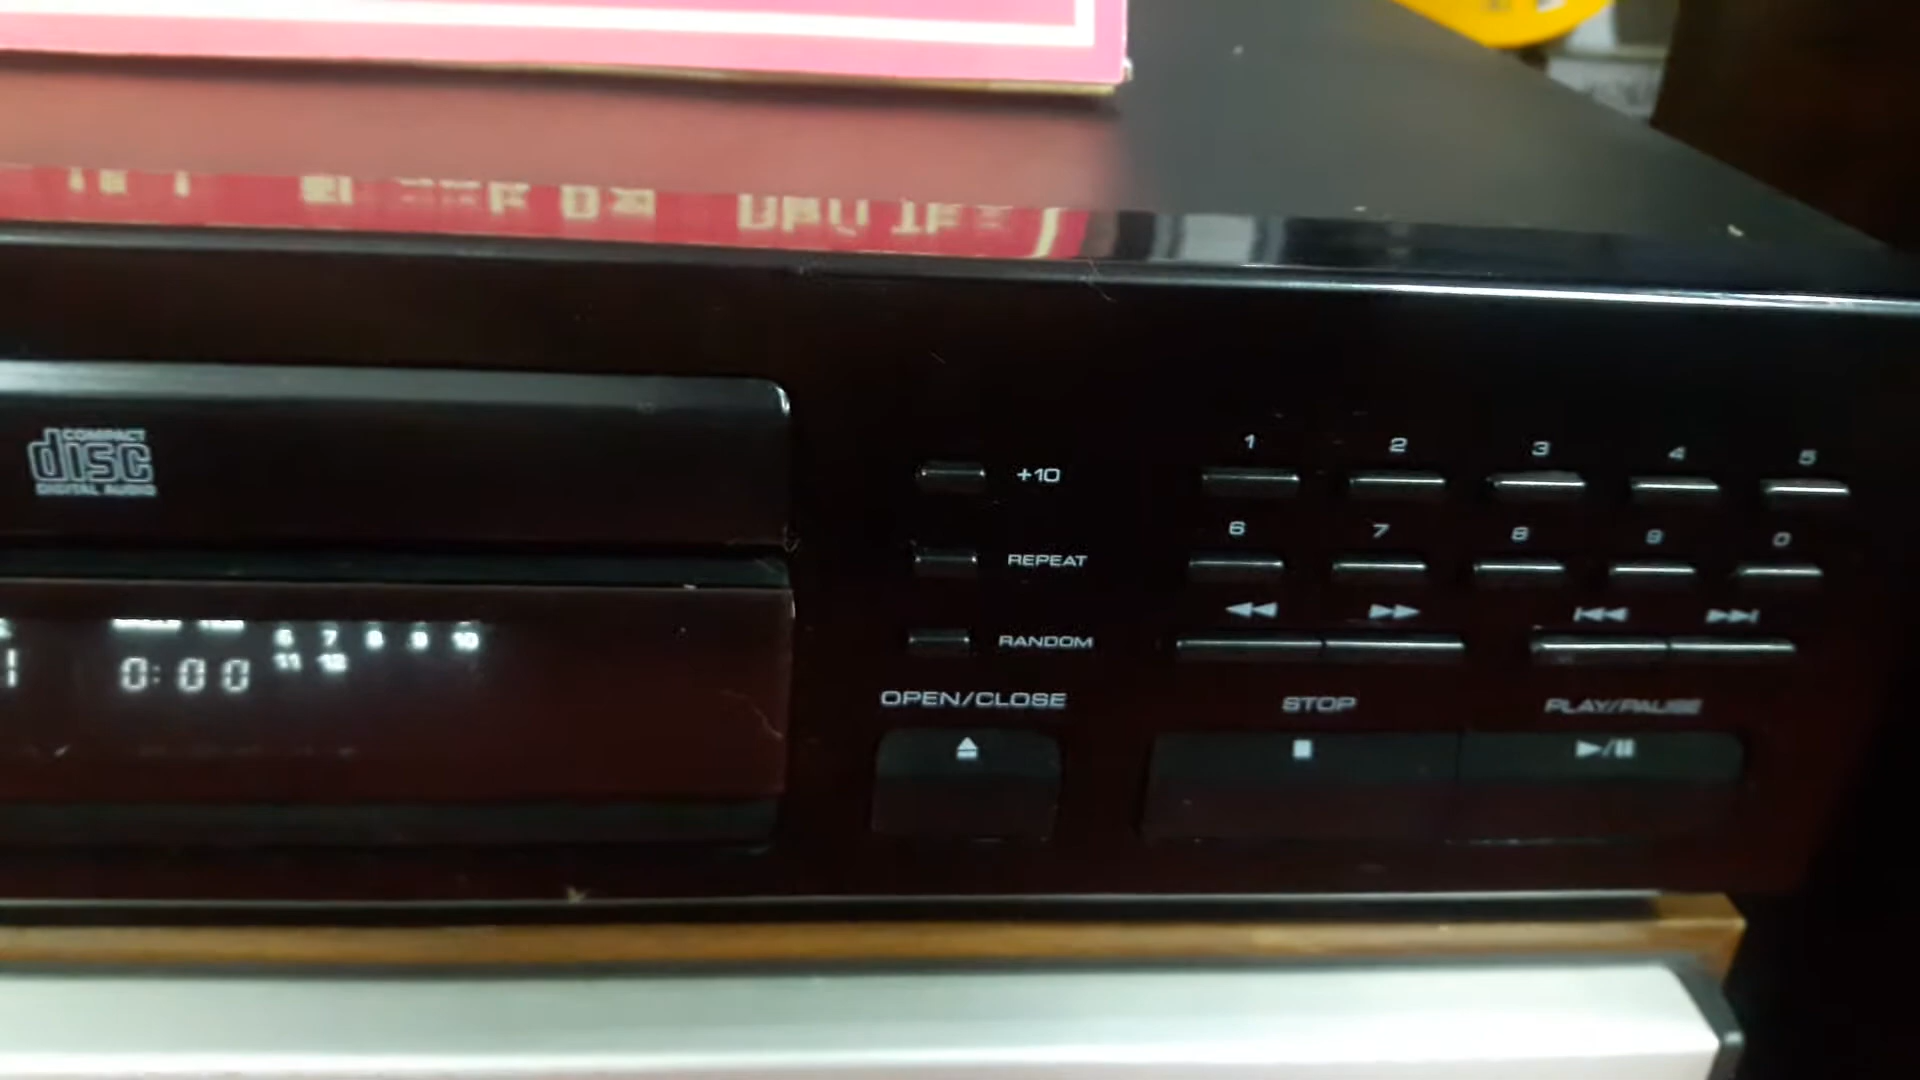 COMPACT
disc
DIGITAL AUDIO
1 2 3 4 5
+10
6 7 8 9 0
REPEAT
RANDOM
6 7 8 9 10
11 12
1 0:00
OPEN/CLOSE STOP PLAY/PAUSE